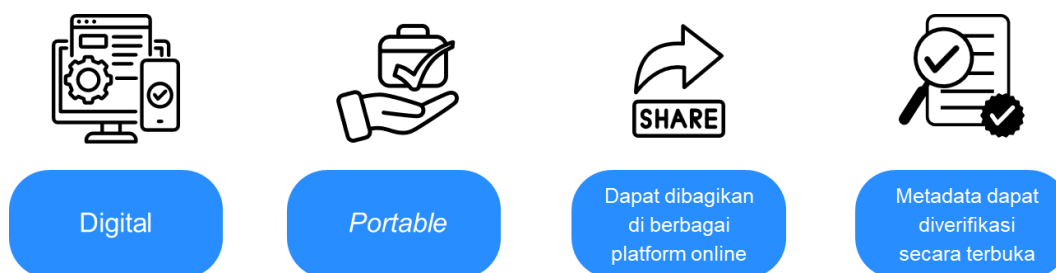 SHARE
Digital
Portable
Dapat dibagikan
di berbagai
platform online
Metadata dapat
diverifikasi
secara terbuka